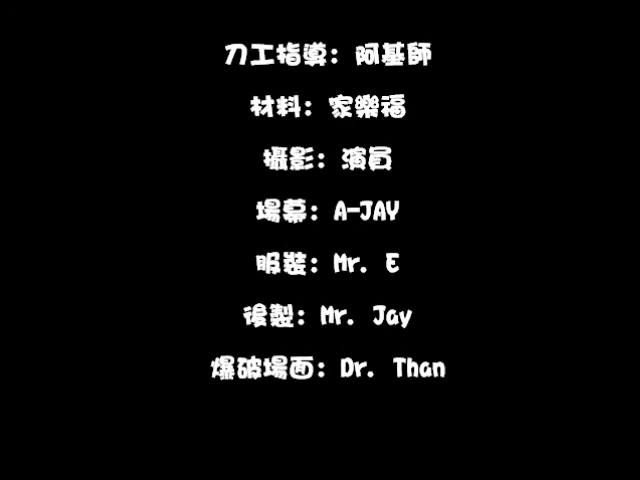 刀工指導: 阿基師
材料: 家樂福
攝影: 演員
場幕: A-JAY
服裝: Mr. E
後製: Mr. Jay
爆破場面: Dr. Than